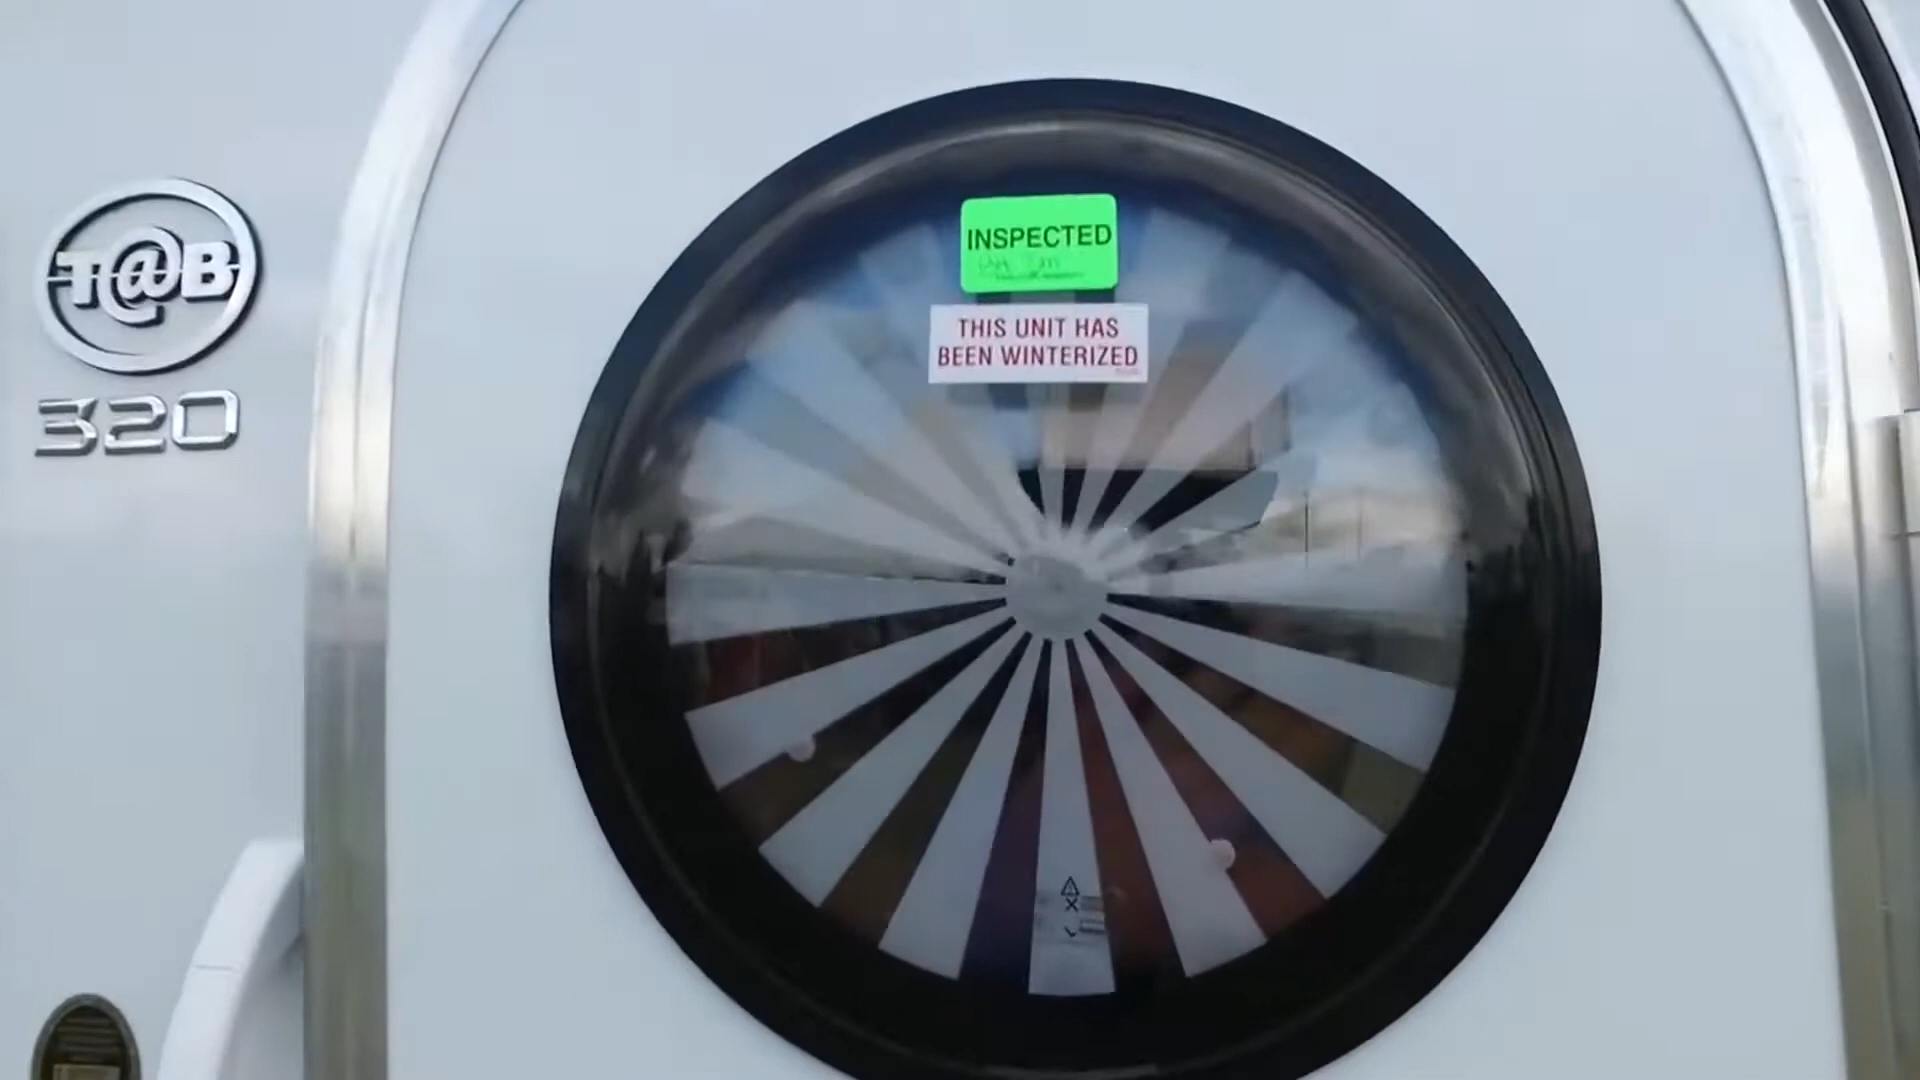 T@B
320
INSPECTED
THIS UNIT HAS
BEEN WINTERIZED